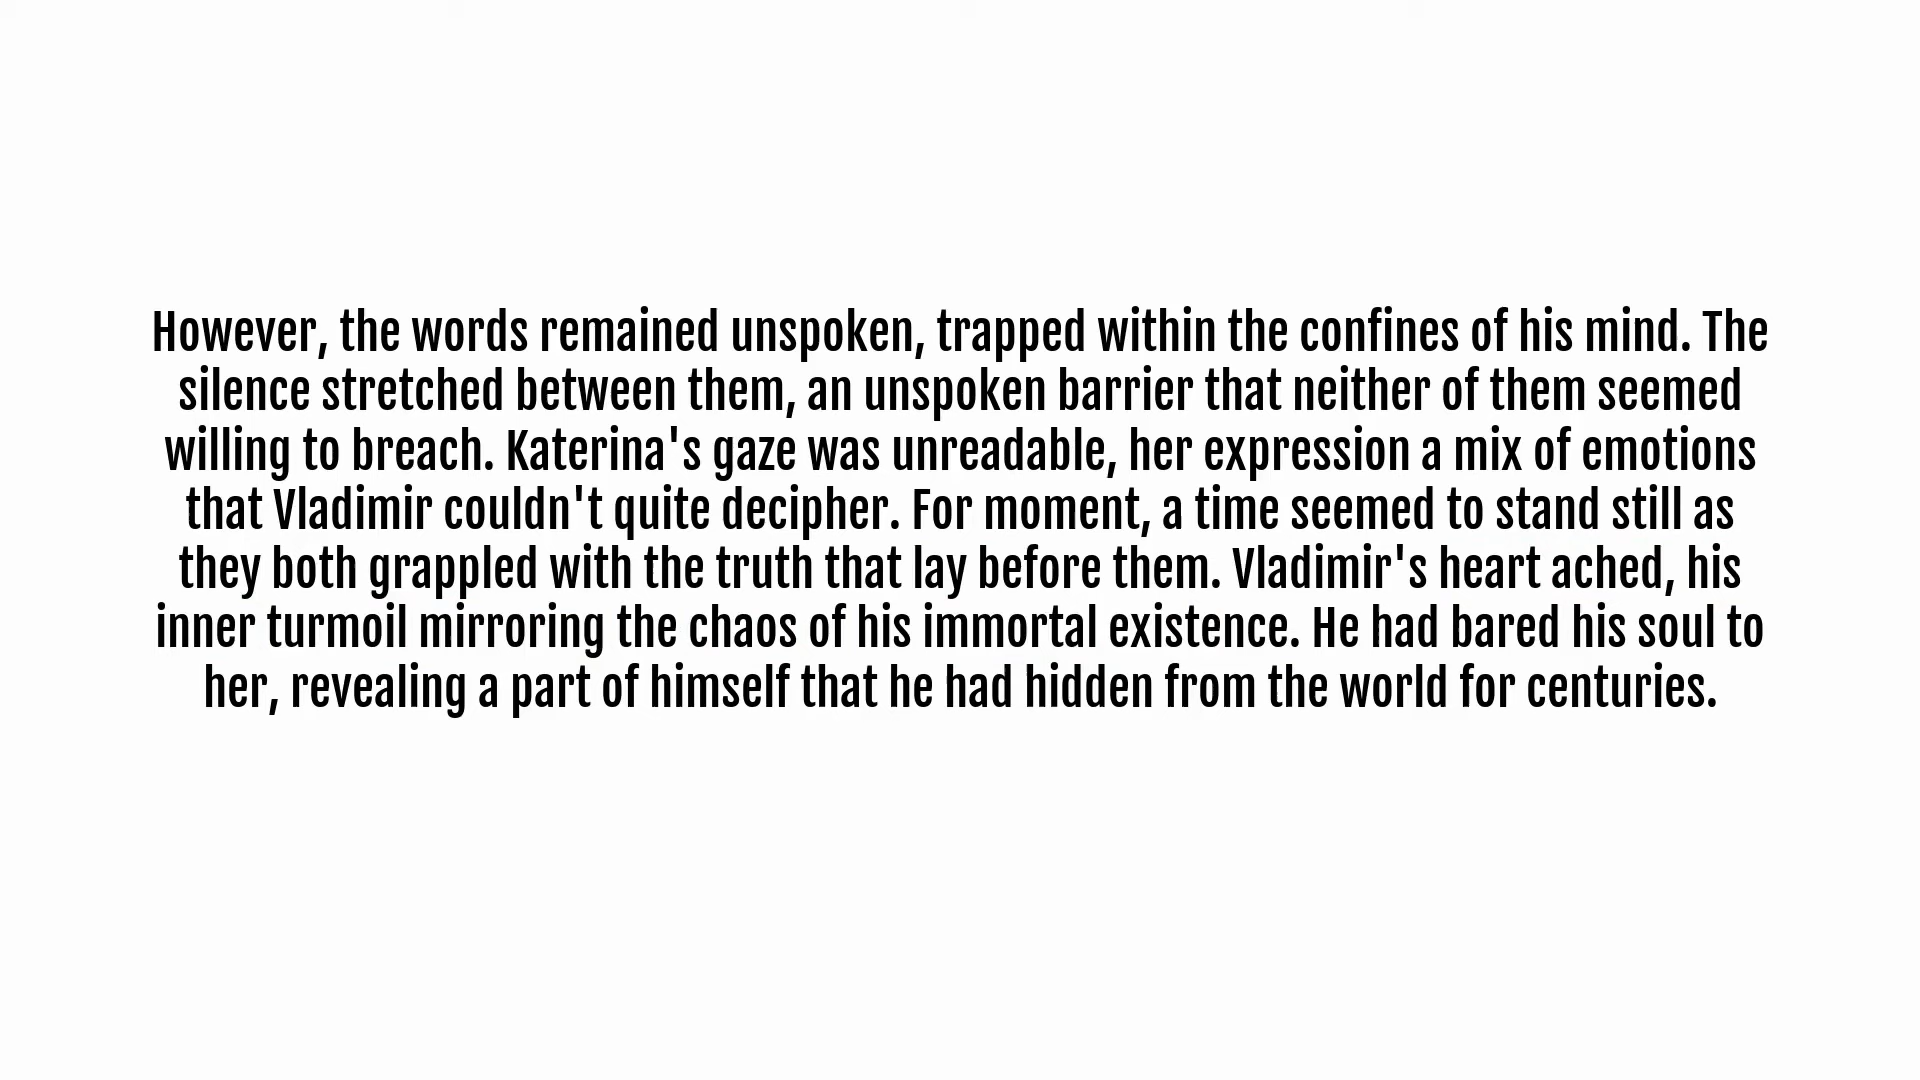 However, the words remained unspoken, trapped within the confines of his mind. The
silence stretched between them, an unspoken barrier that neither of them seemed
willing to breach. Katerina's gaze was unreadable, her expression a mix of emotions
that Vladimir couldn't quite decipher. For moment, a time seemed to stand still as
they both grappled with the truth that lay before them. Vladimir's heart ached, his
inner turmoil mirroring the chaos of his immortal existence. He had bared his soul to
her, revealing a part of himself that he had hidden from the world for centuries.